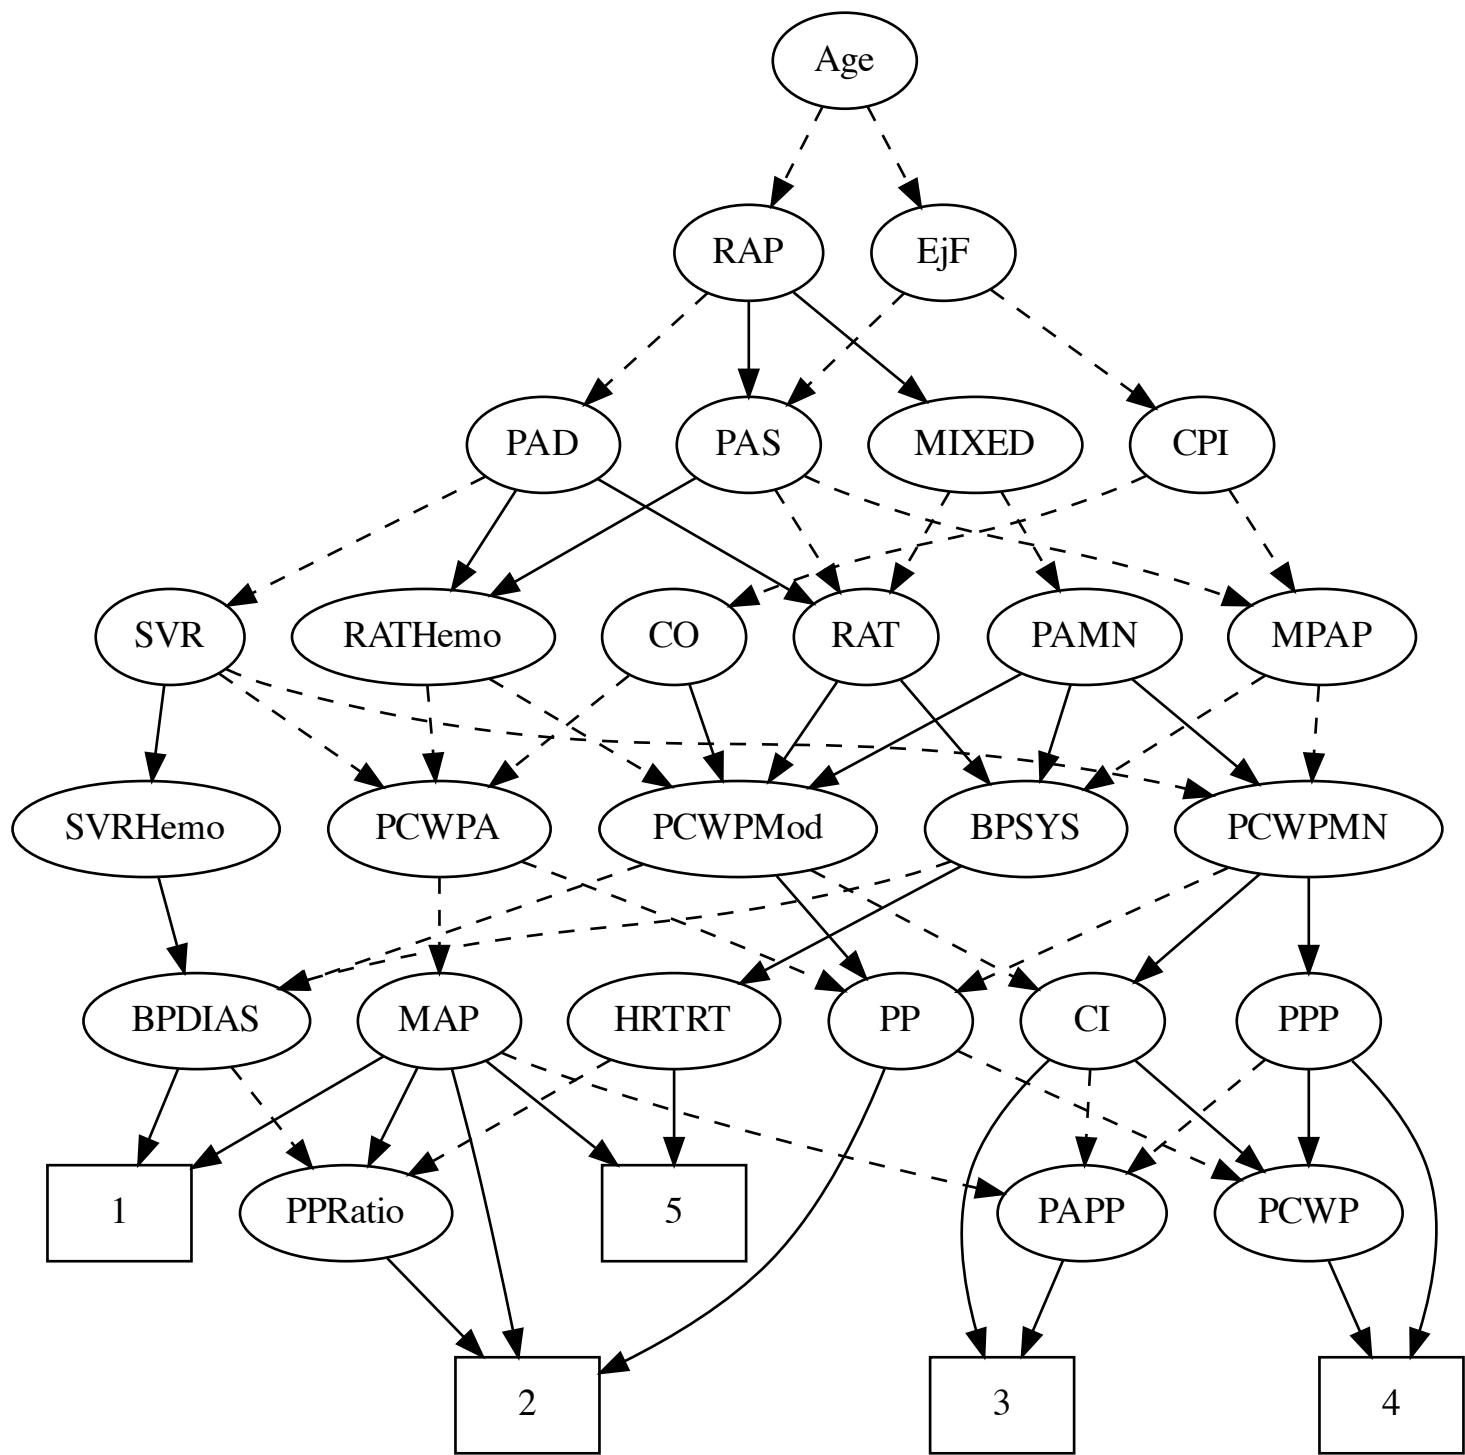 Age
RAP
EjF
PAD
PAS
MIXED
CPI
SVR
RATHemo
CO
RAT
PAMN
MPAP
SVRHemo
PCWPA
PCWPMod
BPSYS
PCWPMN
BPDIAS
MAP
HRTRT
PP
CI
PPP
1
PPRatio
5
PAPP
PCWP
2
3
4